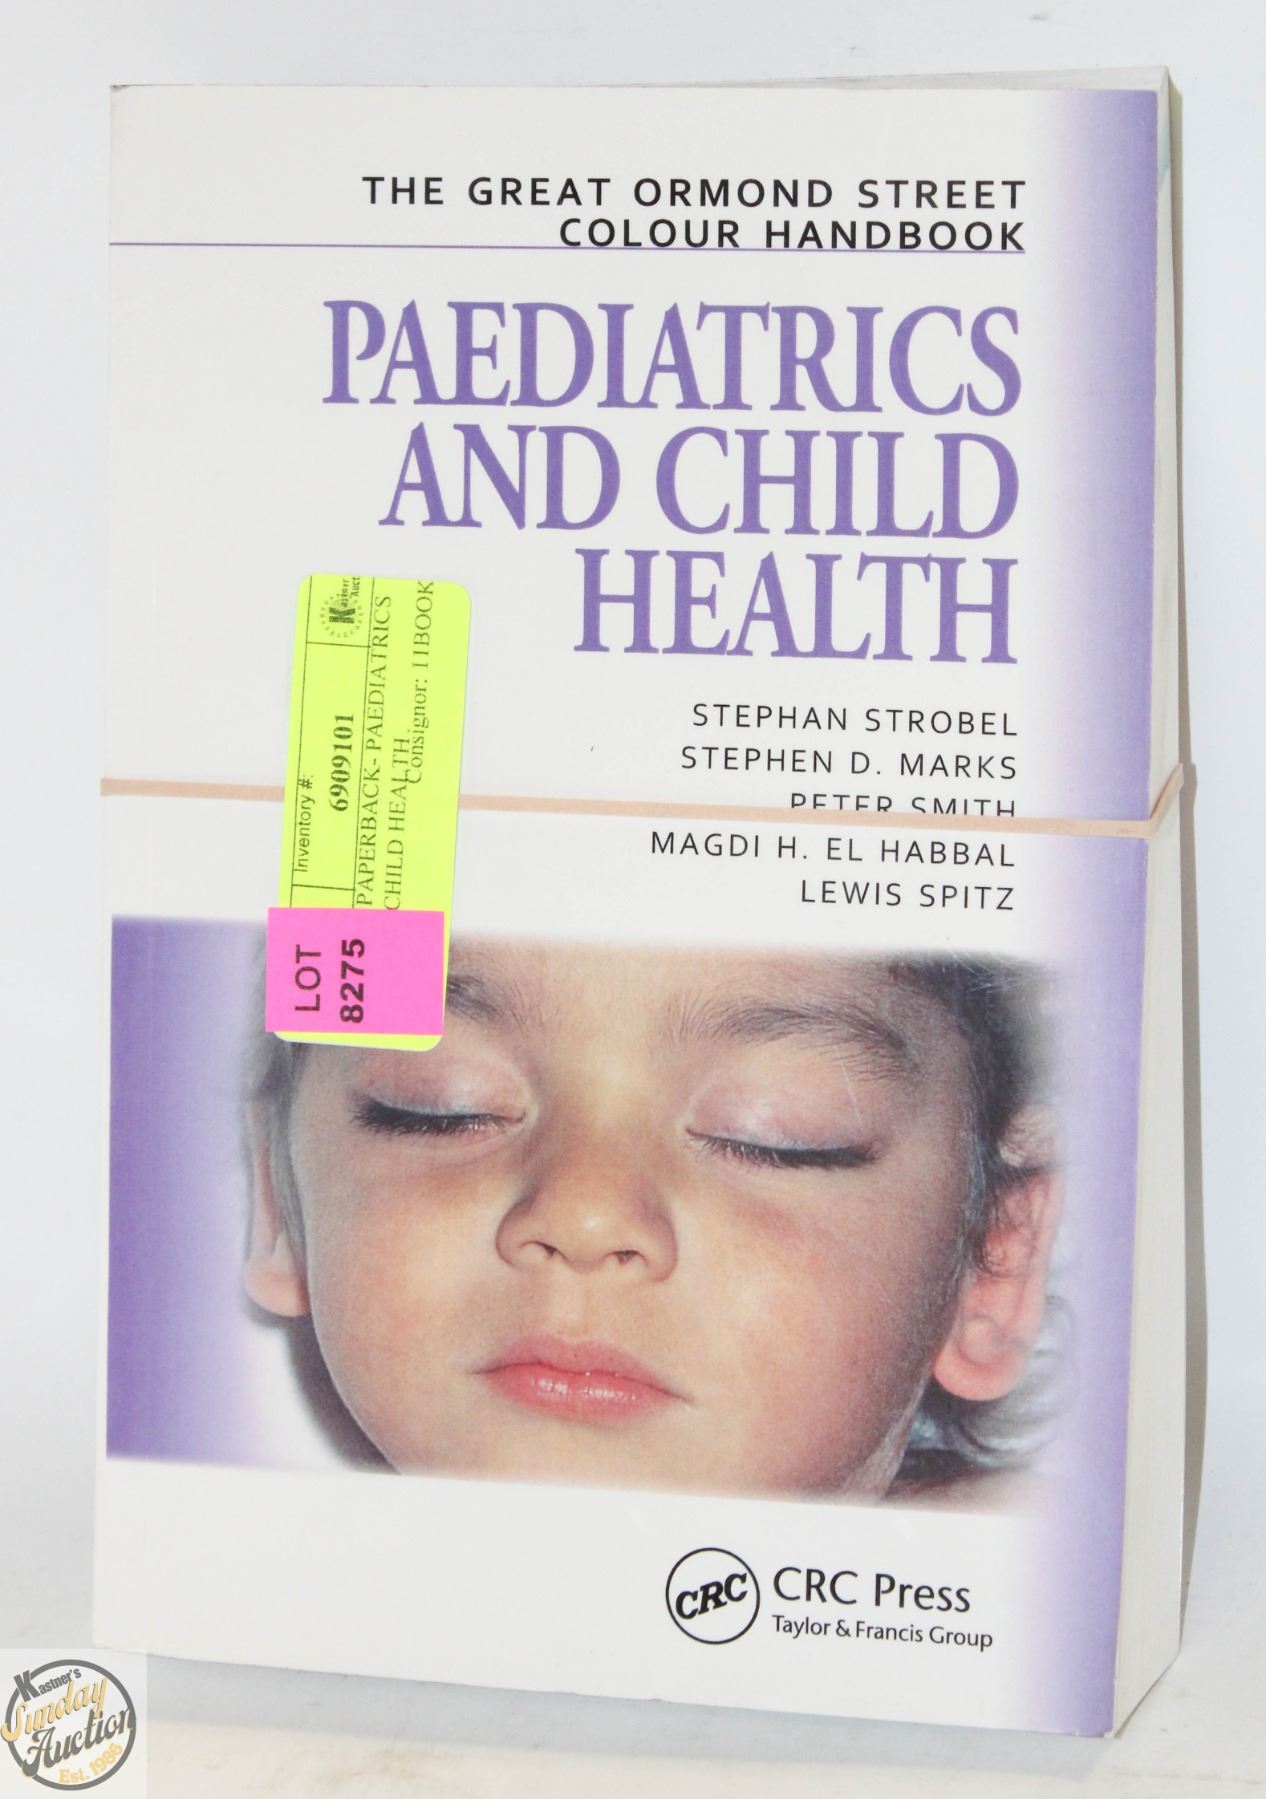 THE GREAT ORMOND STREET
COLOUR HANDBOOK
PAEDIATRICS
AND CHILD
HEALTH
STEPHAN STROBEL
STEPHEN D. MARKS
PETER SMITH
MAGDI H. EL HABBAL
LEWIS SPITZ
Inventory #:
6909101
PAPERBACK- PAEDIATRICS
CHILD HEALTH.
Consignor: 11BOOK
LOT
8275
CRC
CRC Press
Taylor & Francis Group
Kastner's
Sunday
Auction
Est. 1986